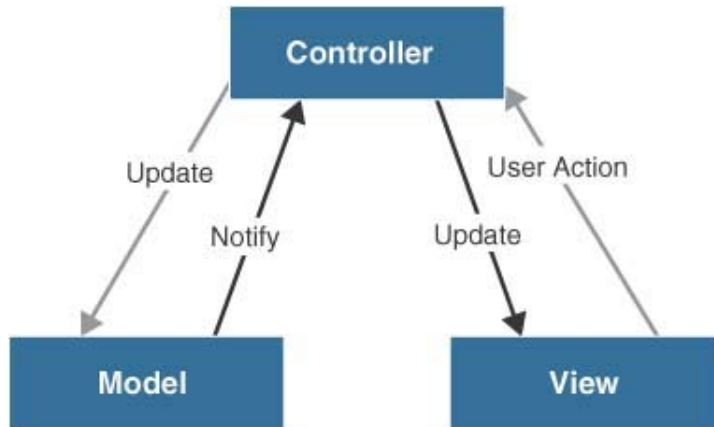 Controller
Update
User Action
Notify
Update
Model
View